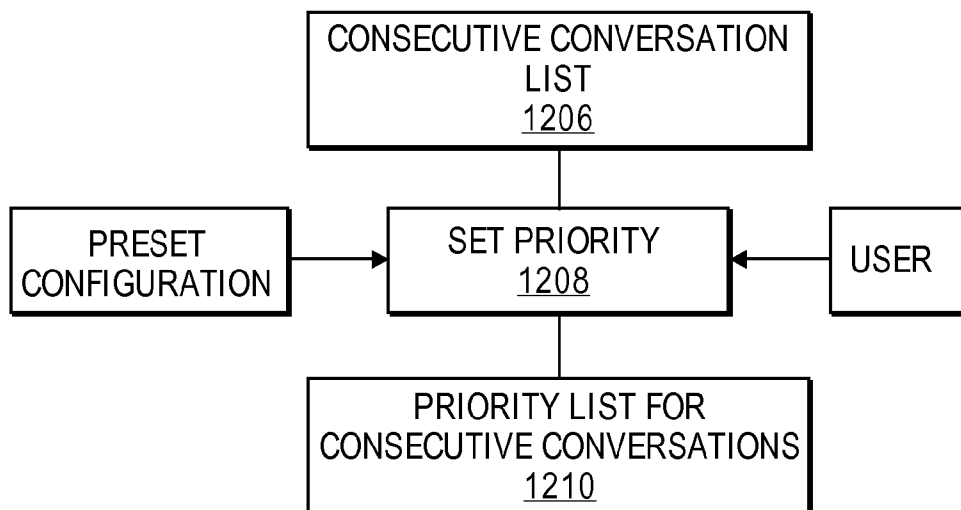 CONSECUTIVE CONVERSATION
LIST
1206
PRESET
CONFIGURATION
SET PRIORITY
1208
USER
PRIORITY LIST FOR
CONSECUTIVE CONVERSATIONS
1210